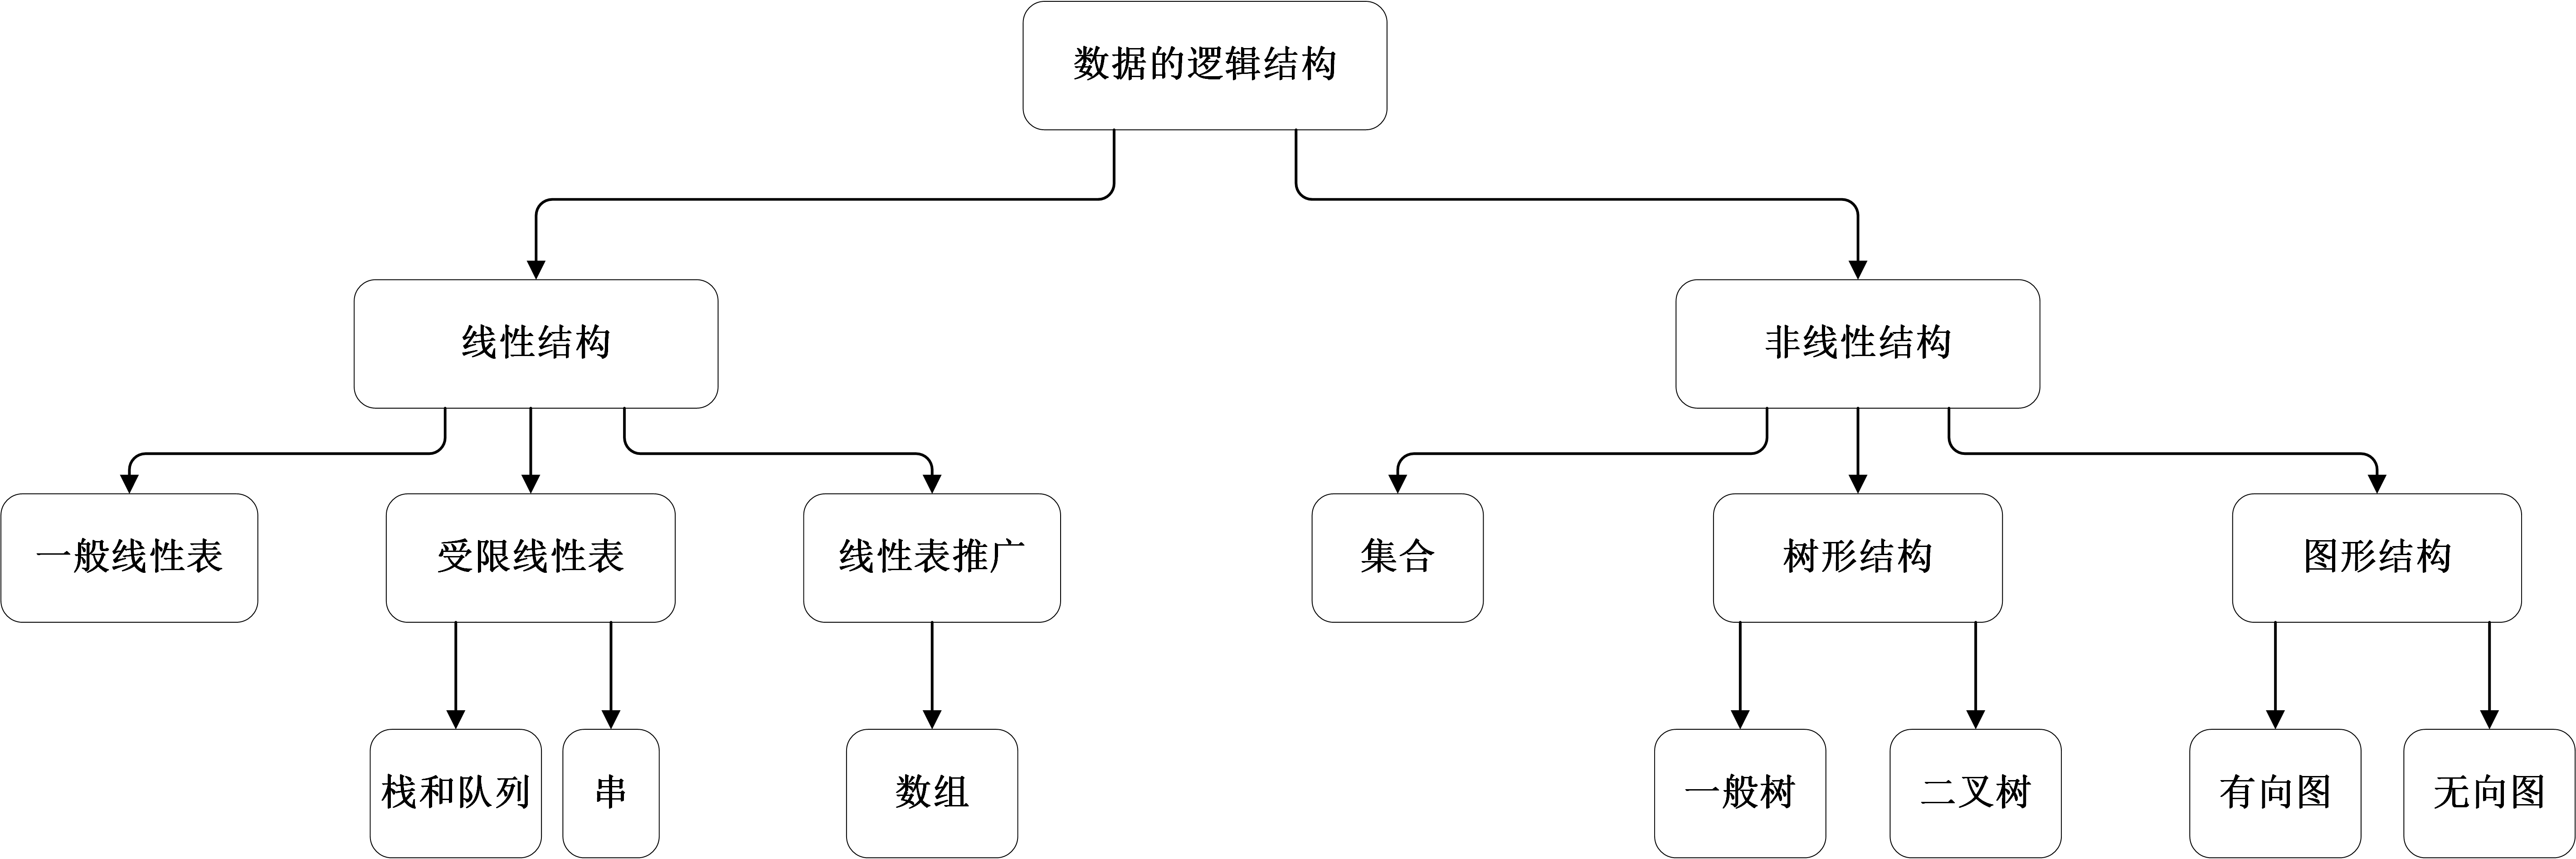 数据的逻辑结构
线性结构
非线性结构
一般线性表
受限线性表
线性表推广
集合
树形结构
图形结构
栈和队列
串
数组
一般树
二叉树
有向图
无向图